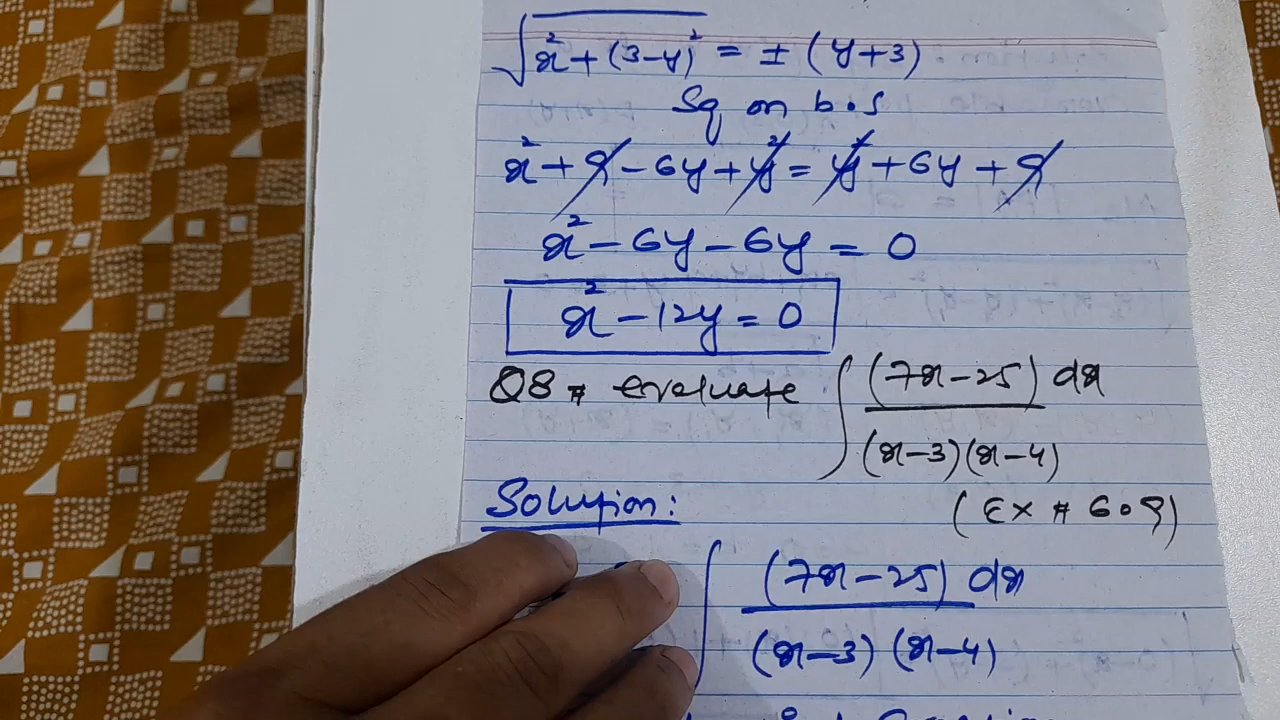 √x²+(3-y)² = ± (y+3)
Sq on b.s
x²+9-6y+y²=y²+6y+9
x²-6y-6y=0
x²-12y=0
Q8 # evaluate ∫ (7x-25) dx
(x-3)(x-4)
(Ex # 6.9)
Solution:
∫ (7x-25) dx
(x-3) (x-4)